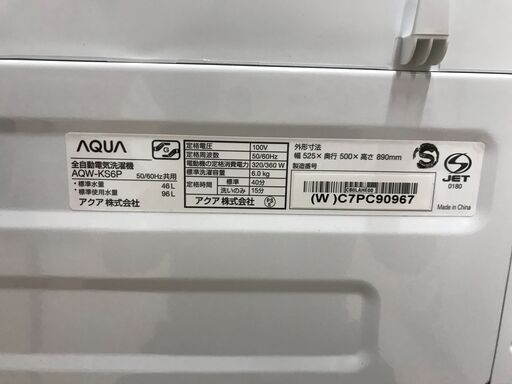 AQUA
全自動電気洗濯機
AQW-KS6P 50/60Hz共用
・標準水量 46L
・標準使用水量 96L
アクア 株式会社
定格電圧 100V
定格周波数 50/60Hz
電動機の定格消費電力 320/360 W
標準洗濯容量 6.0kg
定格時間 標準 40分
洗いのみ 15分
アクア 株式会社
外形寸法
幅 525× 奥行 500× 高さ 890mm
製造番号
(W)C7PC90967
S
JET
0180
Made in China